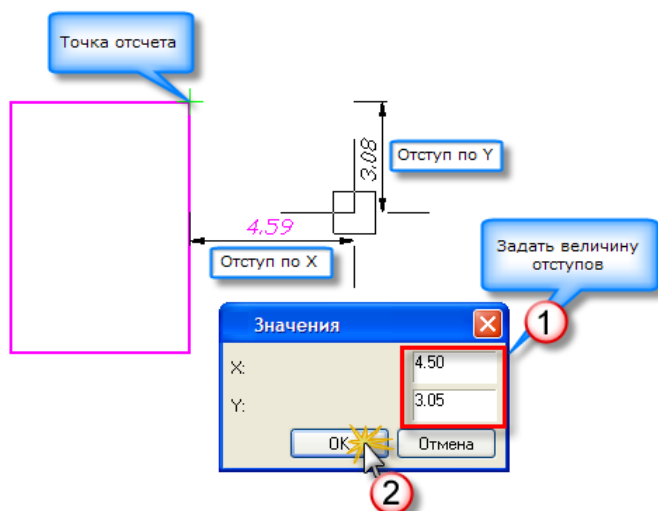 Точка отсчета
3.08
Отступ по Y
4.59
Отступ по X
Задать величину
отступов
1
Значения
X: 4.50
Y: 3.05
OK Отмена
2